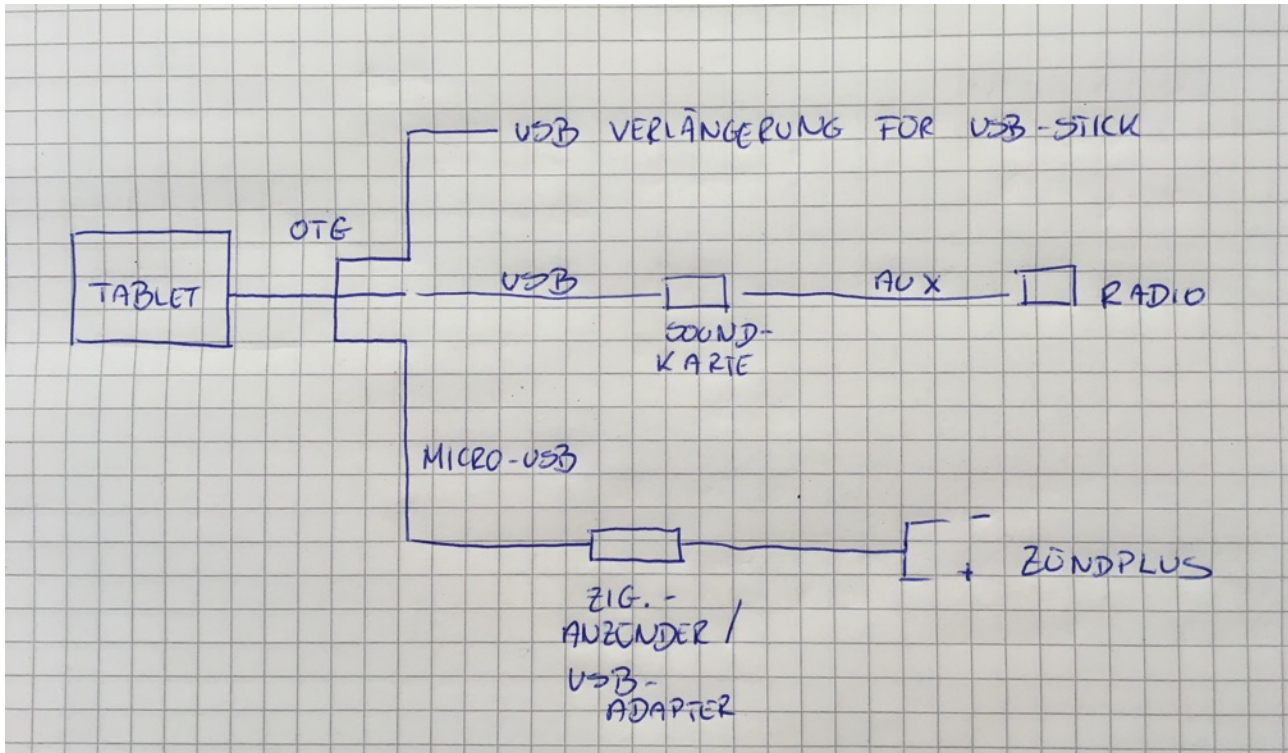 USB VERLÄNGERUNG FÜR USB-STICK
OTG
TABLET
USB
SOUND-
KARTE
AUX
RADIO
MICRO-USB
ZIG.-
ANZÜNDER /
USB-
ADAPTER
- 
+
ZÜNDPLUS